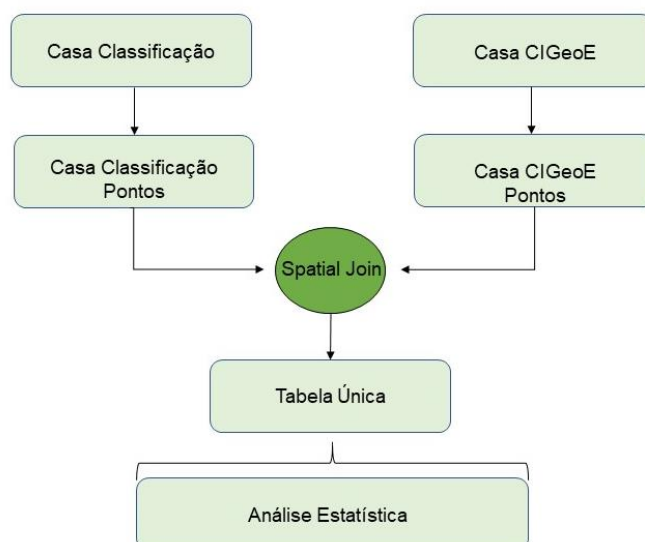 Casa Classificação
Casa CIGeoE
Casa Classificação
Pontos
Casa CIGeoE
Pontos
Spatial Join
Tabela Única
Análise Estatística